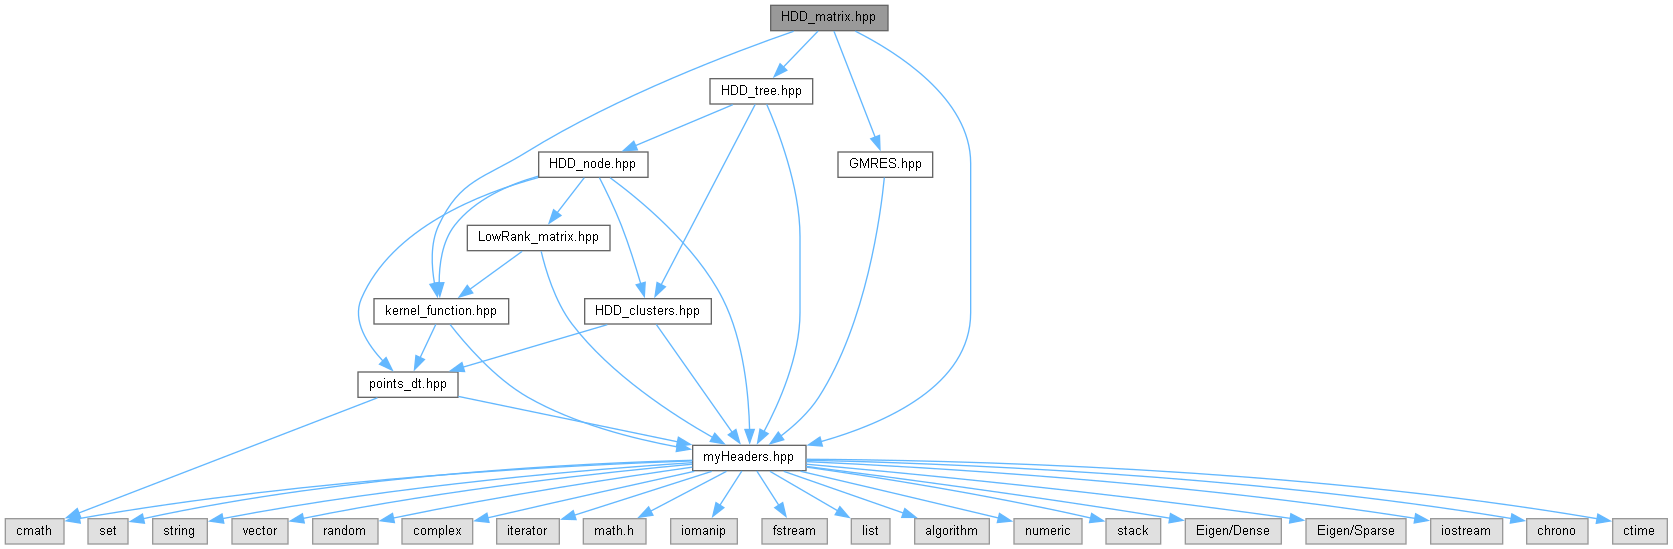 HDD_matrix.hpp
HDD_tree.hpp
HDD_node.hpp
GMRES.hpp
LowRank_matrix.hpp
kernel_function.hpp
HDD_clusters.hpp
points_dt.hpp
myHeaders.hpp
cmath
set
string
vector
random
complex
iterator
math.h
iomanip
fstream
list
algorithm
numeric
stack
Eigen/Dense
Eigen/Sparse
iostream
chrono
ctime